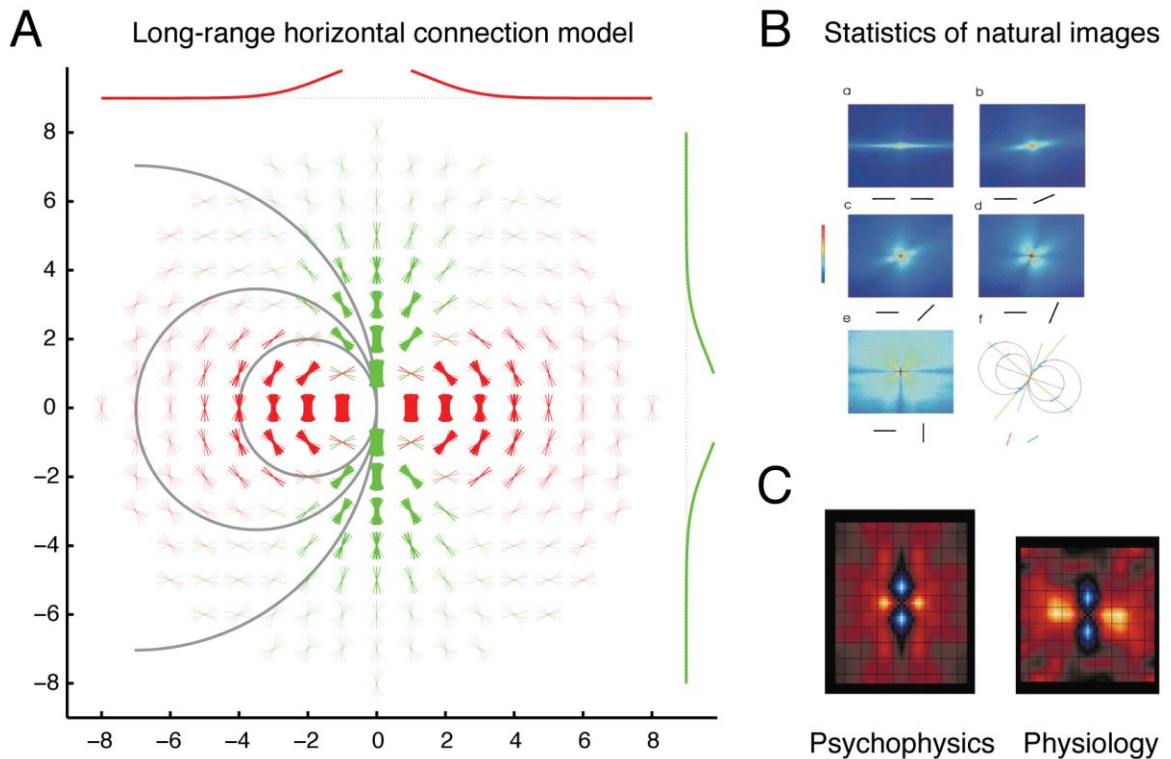 A
Long-range horizontal connection model
8
6
4
2
0
−2
−4
−6
−8
−8 −6 −4 −2 0 2 4 6 8
B
Statistics of natural images
a b
c d
e f
C
Psychophysics Physiology